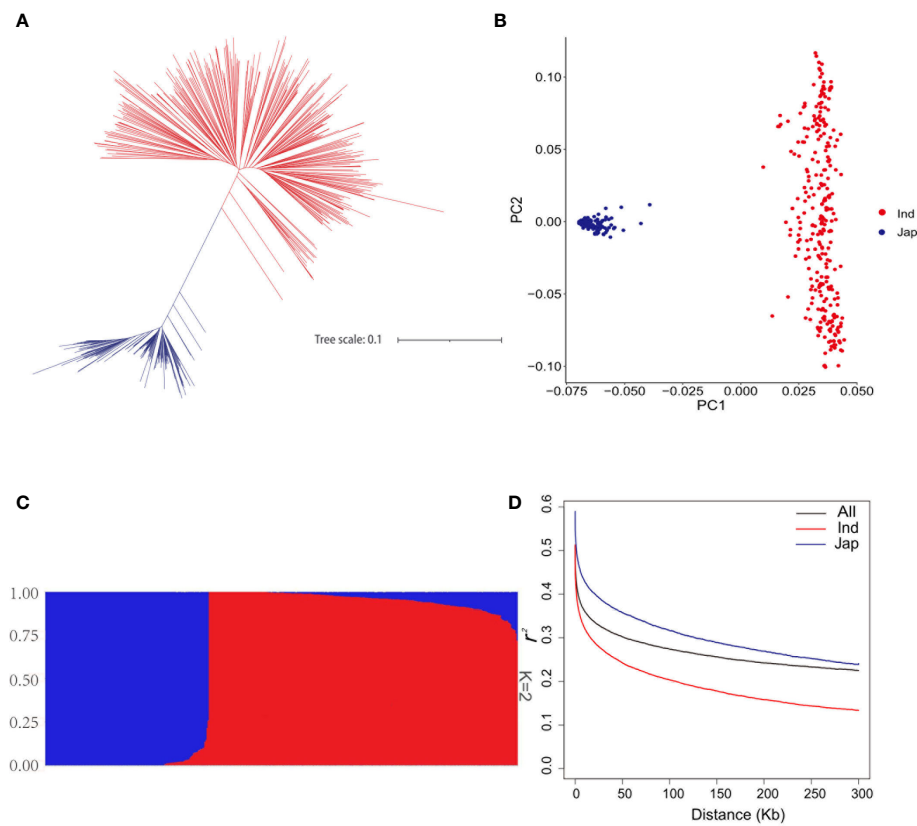 A
Tree scale: 0.1
B
PC2
0.10
0.05
0.00
−0.05
−0.10
−0.075
−0.050
−0.025
0.000
0.025
0.050
PC1
Ind
Jap
C
1.00
0.75
0.50
0.25
0.00
K=2
D
r²
0.6
0.5
0.4
0.3
0.2
0.1
0.0
All
Ind
Jap
0
50
100
150
200
250
300
Distance (Kb)